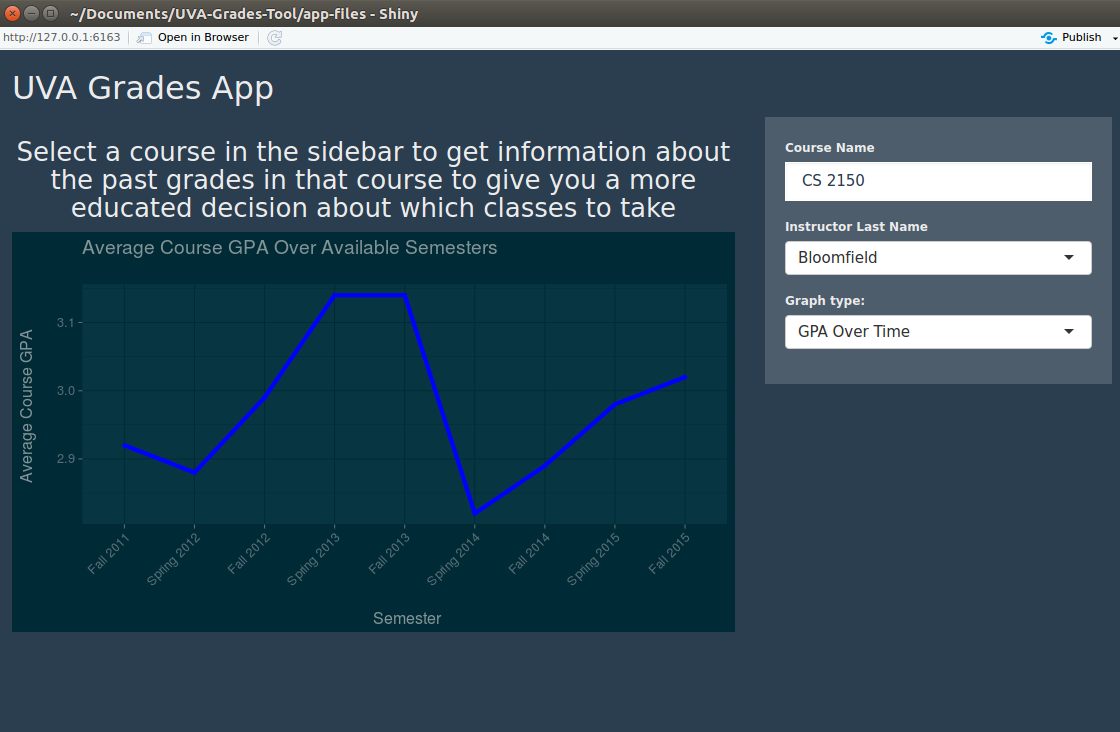 ~/Documents/UVA-Grades-Tool/app-files - Shiny
http://127.0.0.1:6163
Open in Browser
Publish
UVA Grades App
Select a course in the sidebar to get information about
the past grades in that course to give you a more
educated decision about which classes to take
Course Name
CS 2150
Instructor Last Name
Bloomfield
Graph type:
GPA Over Time
Average Course GPA Over Available Semesters
Average Course GPA
3.1
3.0
2.9
Fall 2011
Spring 2012
Fall 2012
Spring 2013
Fall 2013
Spring 2014
Fall 2014
Spring 2015
Fall 2015
Semester